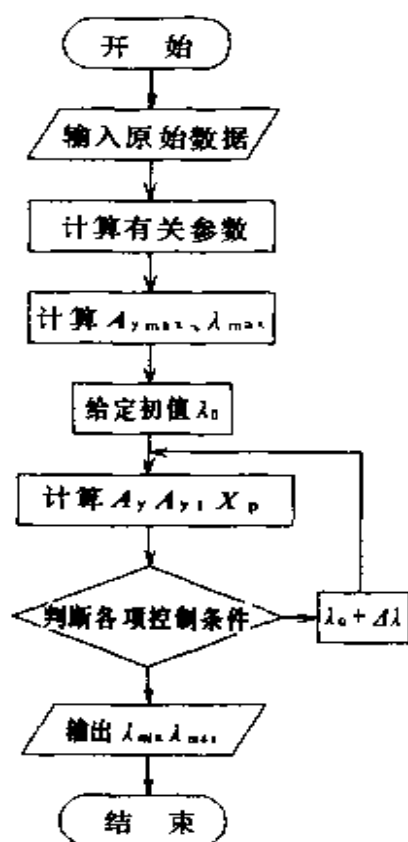 开 始
输入原始数据
计算有关参数
计算 Aymax、λmax
给定初值 λ0
计算 Ay Ay1 Xp
判断各项控制条件
λ0 + Δλ
输出 λmin λmax
结 束